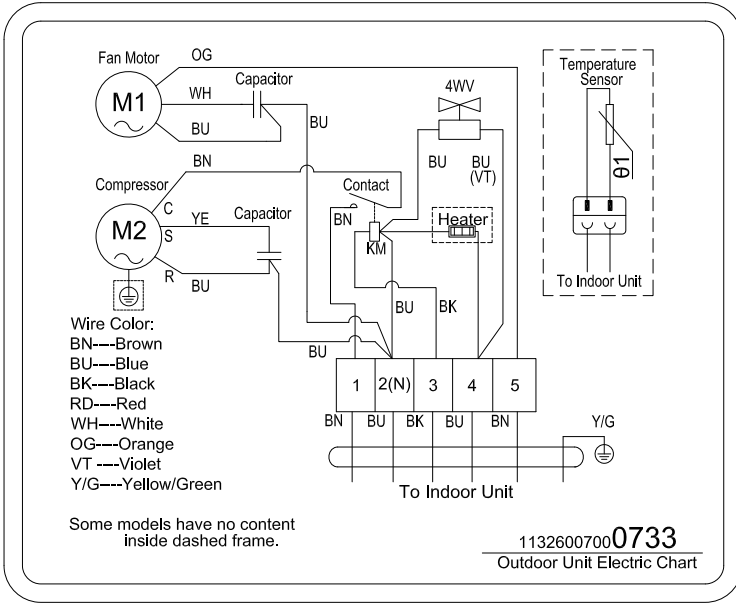 Fan Motor
OG
M1
WH
Capacitor
BU
BU
4WV
BU
BU
(VT)
Temperature
Sensor
θ1
To Indoor Unit
BN
Compressor
C
M2
S
YE
Capacitor
R
BU
Contact
BN
KM
Heater
BU
BK
BU
1
2(N)
3
4
5
BN
BU
BK
BU
BN
Y/G
To Indoor Unit
Wire Color:
BN----Brown
BU----Blue
BK----Black
RD----Red
WH----White
OG----Orange
VT ----Violet
Y/G----Yellow/Green
Some models have no content
inside dashed frame.
11326007000733
Outdoor Unit Electric Chart